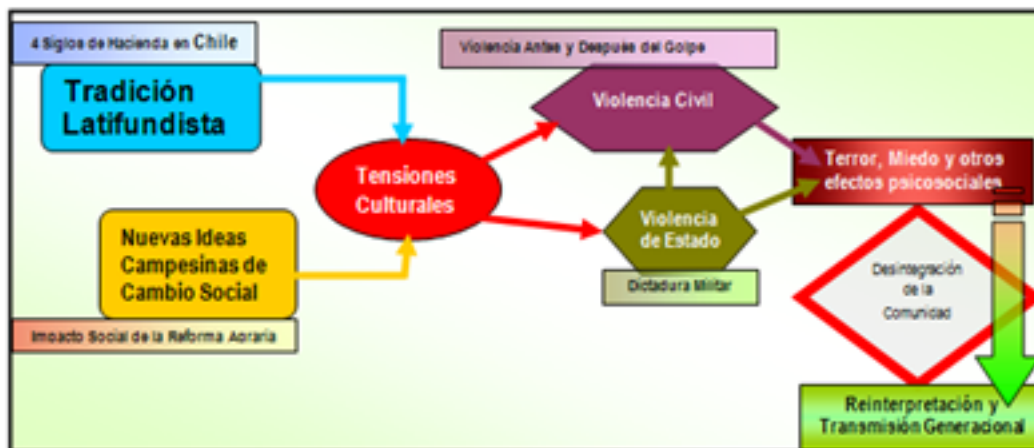 4 Siglos de Hacienda en Chile
Tradición
Latifundista
Nuevas Ideas
Campesinas de
Cambio Social
Impacto Social de la Reforma Agraria
Tensiones
Culturales
Violencia Antes y Después del Golpe
Violencia Civil
Violencia
de Estado
Dictadura Militar
Terror, Miedo y otros
efectos psicosociales
Desintegración
de la
Comunidad
Reinterpretación y
Transmisión Generacional